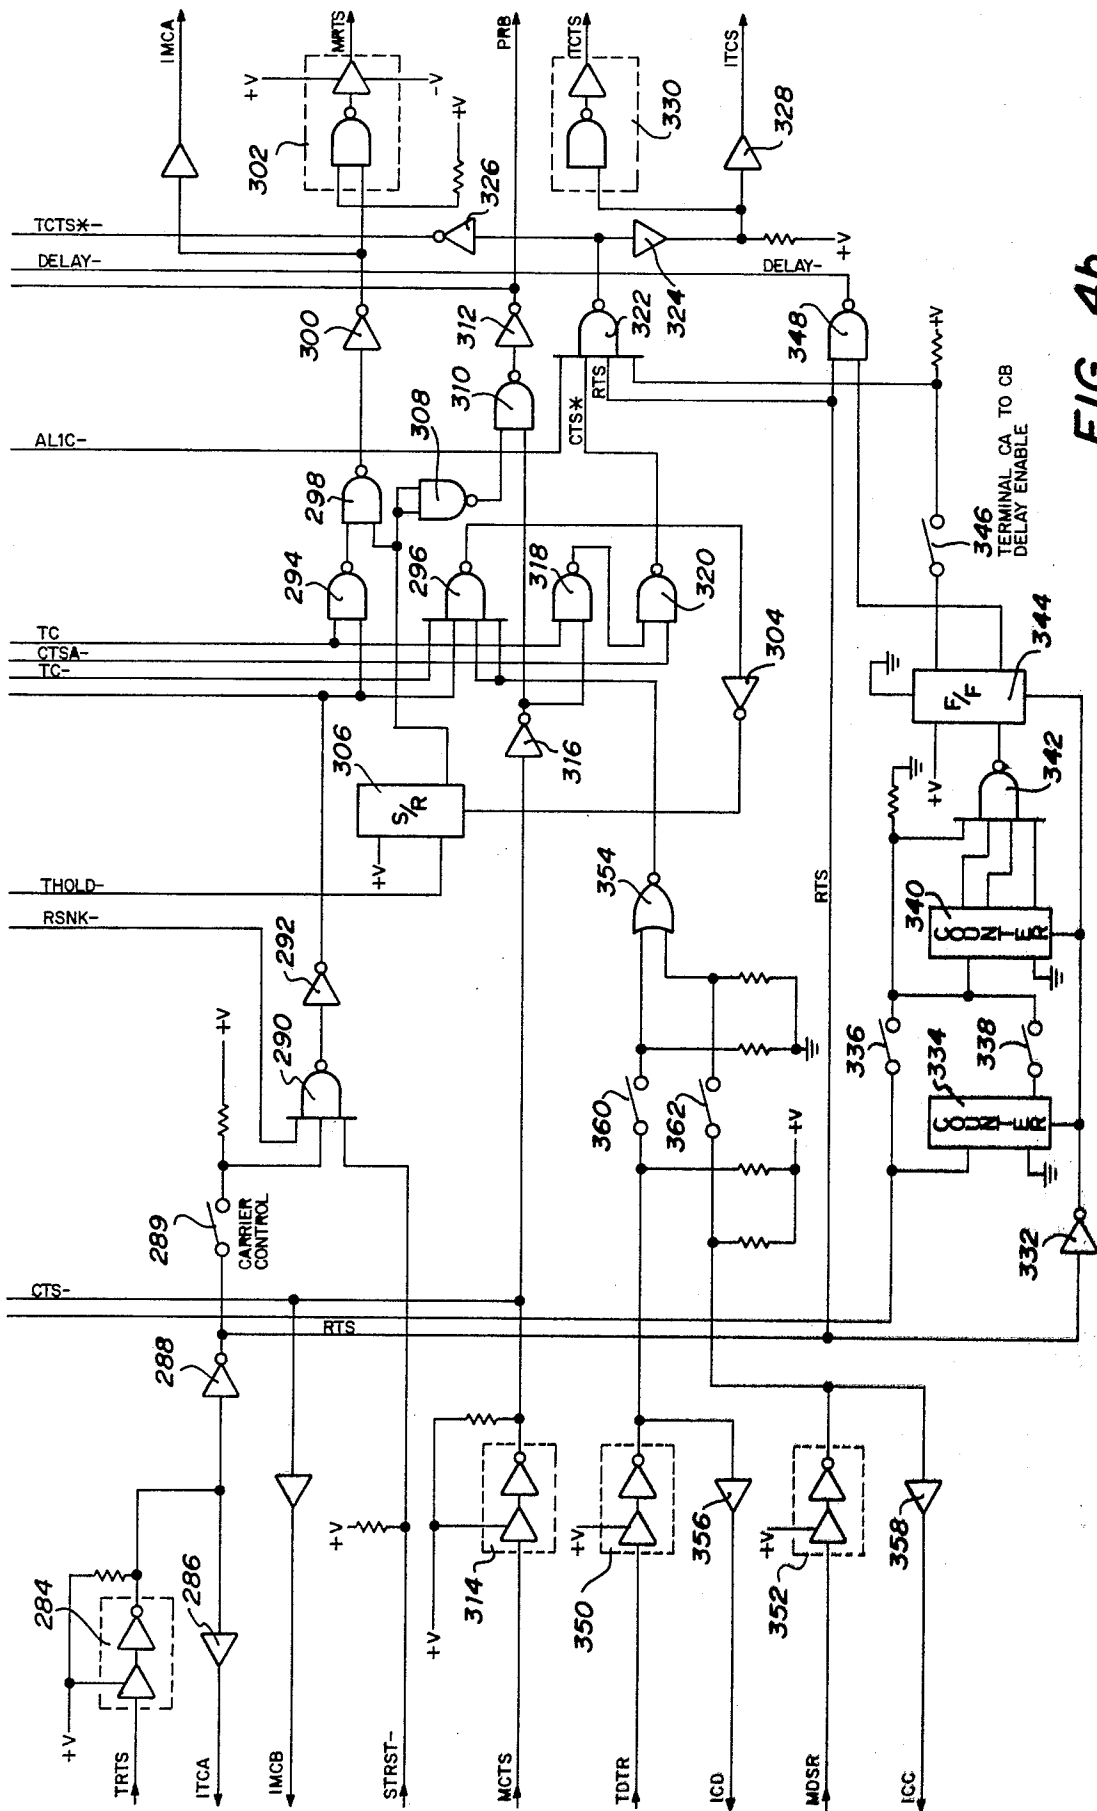 IMCA
MRTS
PRB
TCTS
ITCS
+V
-V
+V
302
330
328
TCTS*-
326
DELAY-
DELAY-
324
+V
300
312
322
348
310
RTS
CTS*
308
AL1C-
298
294
296
318
320
304
+V
346
TERMINAL CA TO CB
DELAY ENABLE
FIG. 4b
TC
CTSA-
TC-
306
S/R
+V
316
344
F/F
+V
342
THOLD-
RSNK-
354
RTS
340
COUNTER
292
290
+V
336
338
334
COUNTER
360
362
+V
289
CARRIER
CONTROL
332
CTS-
RTS
288
284
286
+V
+V
+V
314
+V
350
356
+V
352
358
TRTS
ITCA
IMCB
STRST-
MCTS
TDTR
ICD
MDSR
ICC